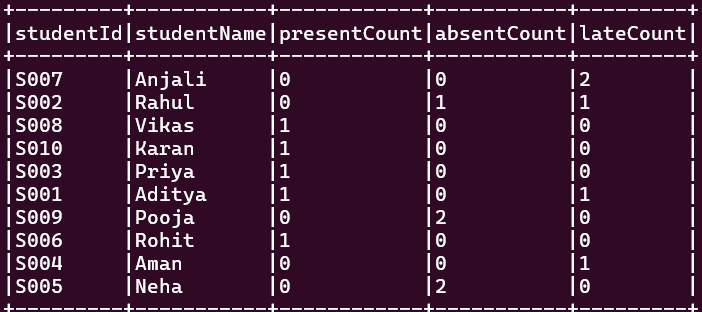 +---------+-----------+------------+-----------+---------+
|studentId|studentName|presentCount|absentCount|lateCount|
+---------+-----------+------------+-----------+---------+
|S007     |Anjali     |0           |0          |2        |
|S002     |Rahul      |0           |1          |1        |
|S008     |Vikas      |1           |0          |0        |
|S010     |Karan      |1           |0          |0        |
|S003     |Priya      |1           |0          |0        |
|S001     |Aditya     |1           |0          |1        |
|S009     |Pooja      |0           |2          |0        |
|S006     |Rohit      |1           |0          |0        |
|S004     |Aman       |0           |0          |1        |
|S005     |Neha       |0           |2          |0        |
+---------+-----------+------------+-----------+---------+